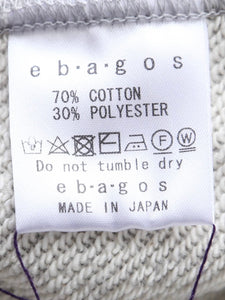 e·b·a·g·o·s
70% COTTON
30% POLYESTER
F W
Do not tumble dry
e·b·a·g·o·s
MADE IN JAPAN